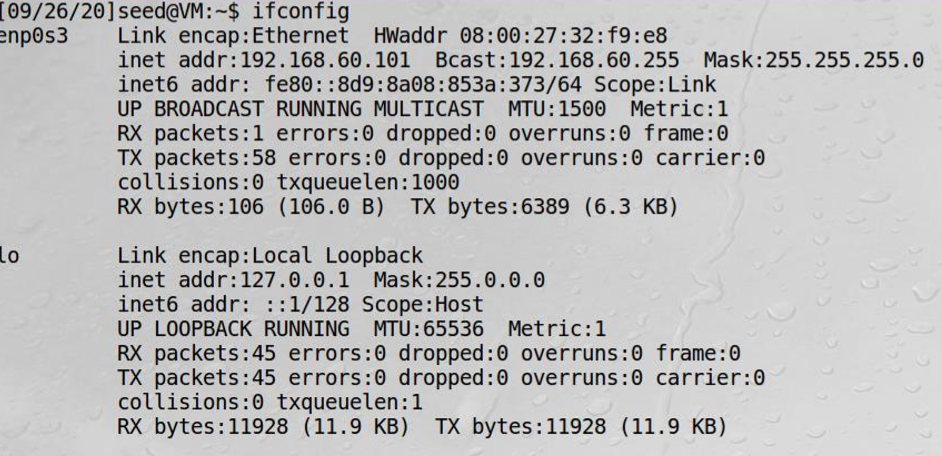 [09/26/20]seed@VM:~$ ifconfig
enp0s3    Link encap:Ethernet  HWaddr 08:00:27:32:f9:e8
          inet addr:192.168.60.101  Bcast:192.168.60.255  Mask:255.255.255.0
          inet6 addr: fe80::8d9:8a08:853a:373/64 Scope:Link
          UP BROADCAST RUNNING MULTICAST  MTU:1500  Metric:1
          RX packets:1 errors:0 dropped:0 overruns:0 frame:0
          TX packets:58 errors:0 dropped:0 overruns:0 carrier:0
          collisions:0 txqueuelen:1000
          RX bytes:106 (106.0 B)  TX bytes:6389 (6.3 KB)

lo        Link encap:Local Loopback
          inet addr:127.0.0.1  Mask:255.0.0.0
          inet6 addr: ::1/128 Scope:Host
          UP LOOPBACK RUNNING  MTU:65536  Metric:1
          RX packets:45 errors:0 dropped:0 overruns:0 frame:0
          TX packets:45 errors:0 dropped:0 overruns:0 carrier:0
          collisions:0 txqueuelen:1
          RX bytes:11928 (11.9 KB)  TX bytes:11928 (11.9 KB)